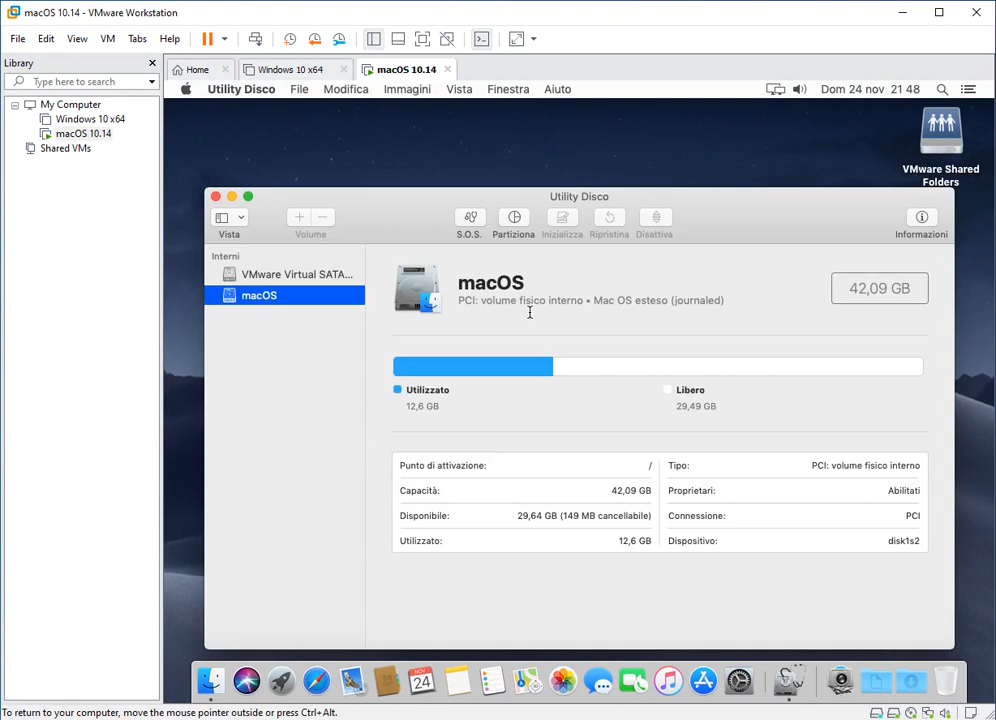 macOS 10.14 - VMware Workstation
File Edit View VM Tabs Help
Library
Type here to search
My Computer
Windows 10 x64
macOS 10.14
Shared VMs
Home Windows 10 x64 macOS 10.14
Utility Disco File Modifica Immagini Vista Finestra Aiuto Dom 24 nov 21 48
VMware Shared
Folders
Utility Disco
Vista Volume S.O.S. Partiziona Inizializza Ripristina Disattiva Informazioni
Interni
VMware Virtual SATA...
macOS
macOS
PCI: volume fisico interno • Mac OS esteso (journaled)
42,09 GB
Utilizzato
12,6 GB
Libero
29,49 GB
Punto di attivazione: /
Capacità: 42,09 GB
Disponibile: 29,64 GB (149 MB cancellabile)
Utilizzato: 12,6 GB
Tipo: PCI: volume fisico interno
Proprietari: Abilitati
Connessione: PCI
Dispositivo: disk1s2
NOV
24
To return to your computer, move the mouse pointer outside or press Ctrl+Alt.